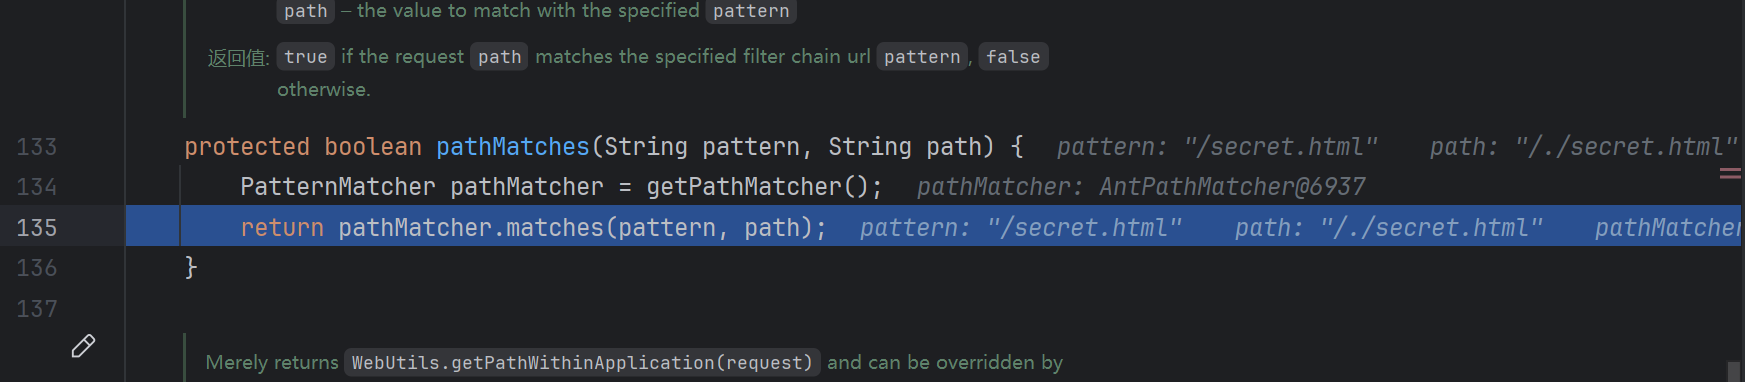 path – the value to match with the specified pattern
返回值: true if the request path matches the specified filter chain url pattern, false
otherwise.
133 protected boolean pathMatches(String pattern, String path) { pattern: "/secret.html" path: "/./secret.html"
134 PatternMatcher pathMatcher = getPathMatcher(); pathMatcher: AntPathMatcher@6937
135 return pathMatcher.matches(pattern, path); pattern: "/secret.html" path: "/./secret.html" pathMatcher
136 }
137
Merely returns WebUtils.getPathWithinApplication(request) and can be overridden by